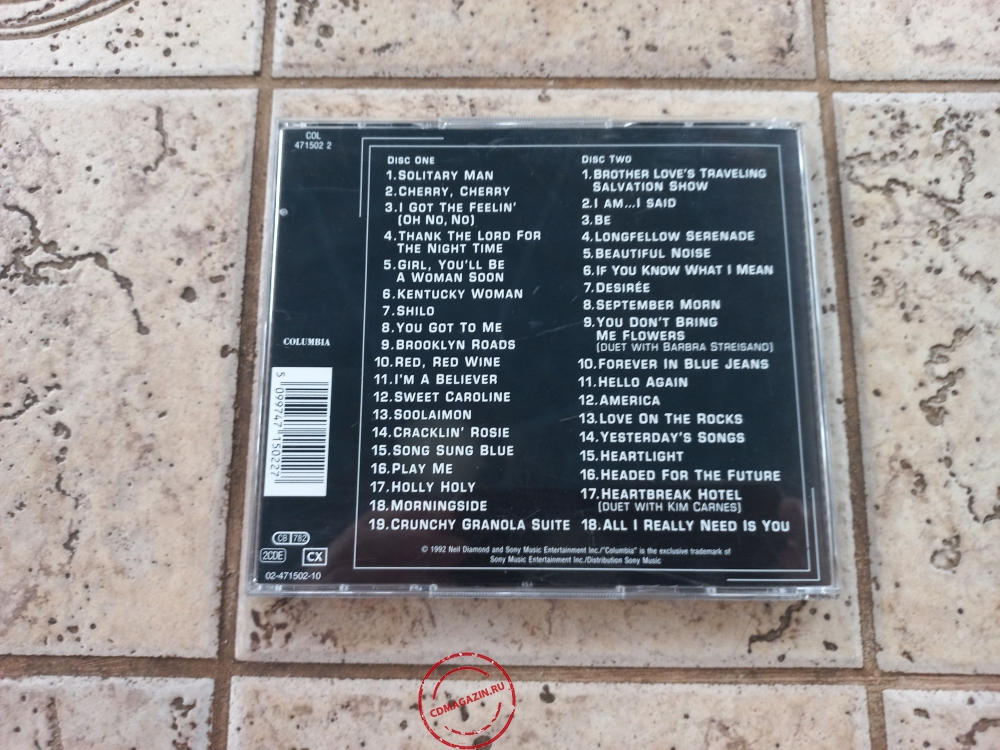 COL
471502 2
DISC ONE
1. SOLITARY MAN
2. CHERRY, CHERRY
3. I GOT THE FEELIN'
(OH NO, NO)
4. THANK THE LORD FOR
THE NIGHT TIME
5. GIRL, YOU'LL BE
A WOMAN SOON
6. KENTUCKY WOMAN
7. SHILO
8. YOU GOT TO ME
9. BROOKLYN ROADS
10. RED, RED WINE
11. I'M A BELIEVER
12. SWEET CAROLINE
13. SOOLAIMON
14. CRACKLIN' ROSIE
15. SONG SUNG BLUE
16. PLAY ME
17. HOLLY HOLY
18. MORNINGSIDE
19. CRUNCHY GRANOLA SUITE
DISC TWO
1. BROTHER LOVE'S TRAVELING
SALVATION SHOW
2. I AM...I SAID
3. BE
4. LONGFELLOW SERENADE
5. BEAUTIFUL NOISE
6. IF YOU KNOW WHAT I MEAN
7. DESIRÉE
8. SEPTEMBER MORN
9. YOU DON'T BRING
ME FLOWERS
(DUET WITH BARBRA STREISAND)
10. FOREVER IN BLUE JEANS
11. HELLO AGAIN
12. AMERICA
13. LOVE ON THE ROCKS
14. YESTERDAY'S SONGS
15. HEARTLIGHT
16. HEADED FOR THE FUTURE
17. HEARTBREAK HOTEL
(DUET WITH KIM CARNES)
18. ALL I REALLY NEED IS YOU
COLUMBIA
5 099747 150227
CB 782
2CDE CX
02-471502-10
© 1992 Neil Diamond and Sony Music Entertainment Inc./"Columbia" is the exclusive trademark of
Sony Music Entertainment Inc./Distribution Sony Music
CDMAGAZIN.RU